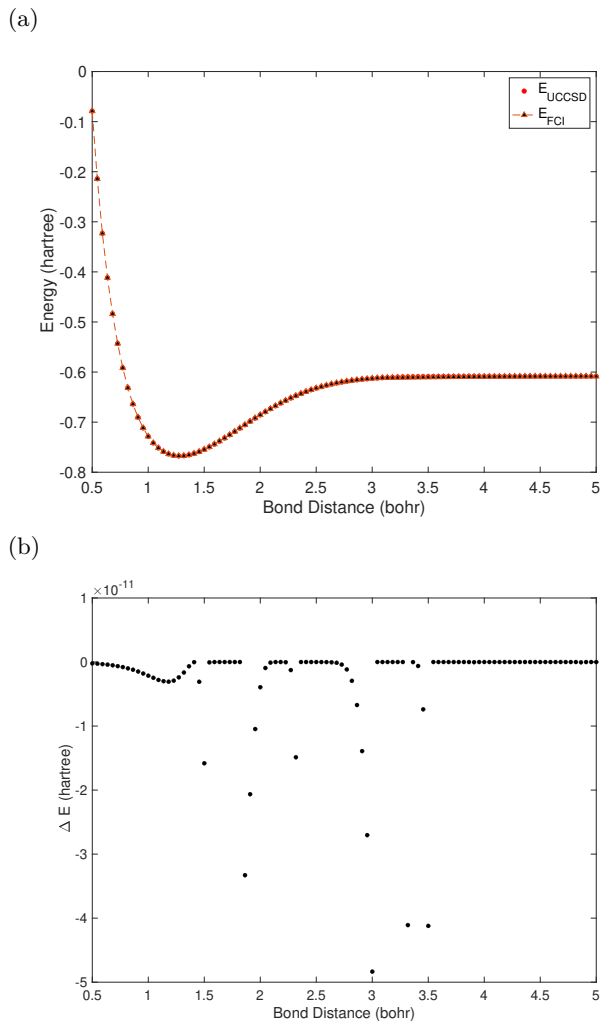 (a)
0
-0.1
-0.2
-0.3
-0.4
-0.5
-0.6
-0.7
-0.8
Energy (hartree)
E_UCCSD
E_FCI
0.5 1 1.5 2 2.5 3 3.5 4 4.5 5
Bond Distance (bohr)
(b)
×10^-11
1
0
-1
-2
-3
-4
-5
Δ E (hartree)
0.5 1 1.5 2 2.5 3 3.5 4 4.5 5
Bond Distance (bohr)